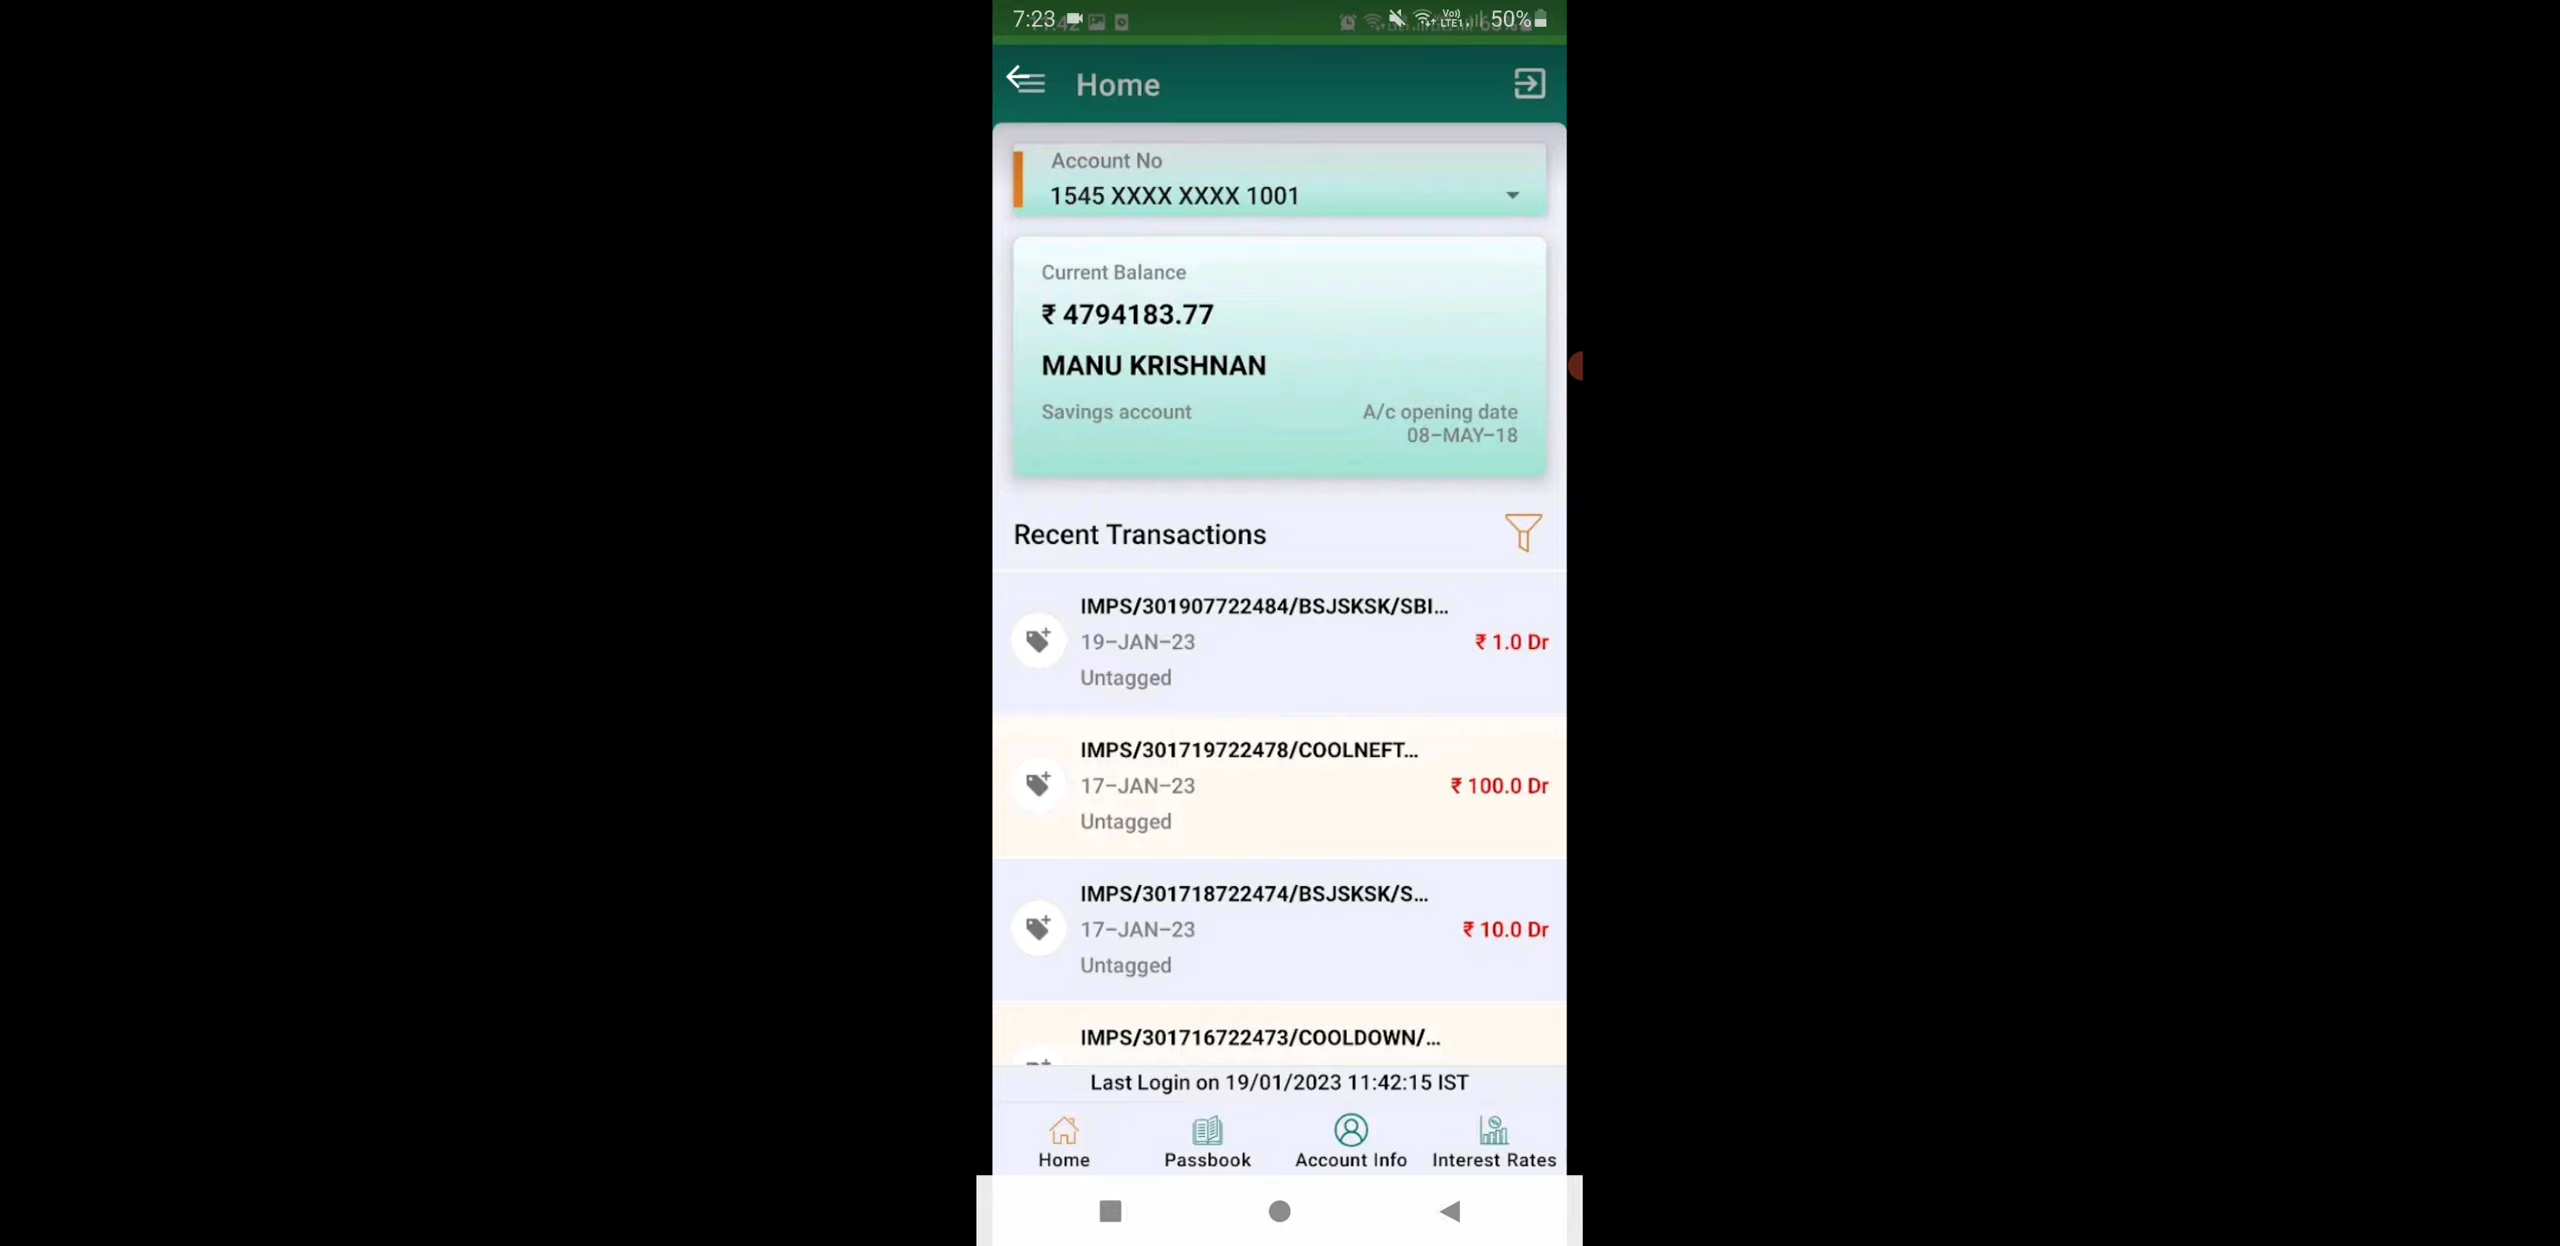 7:23 50%
Home
Account No
1545 XXXX XXXX 1001
Current Balance
₹ 4794183.77
MANU KRISHNAN
Savings account
A/c opening date
08-MAY-18
Recent Transactions
IMPS/301907722484/BSJSKSK/SBI...
19-JAN-23
₹ 1.0 Dr
Untagged
IMPS/301719722478/COOLNEFT...
17-JAN-23
₹ 100.0 Dr
Untagged
IMPS/301718722474/BSJSKSK/S...
17-JAN-23
₹ 10.0 Dr
Untagged
IMPS/301716722473/COOLDOWN/...
Last Login on 19/01/2023 11:42:15 IST
Home Passbook Account Info Interest Rates